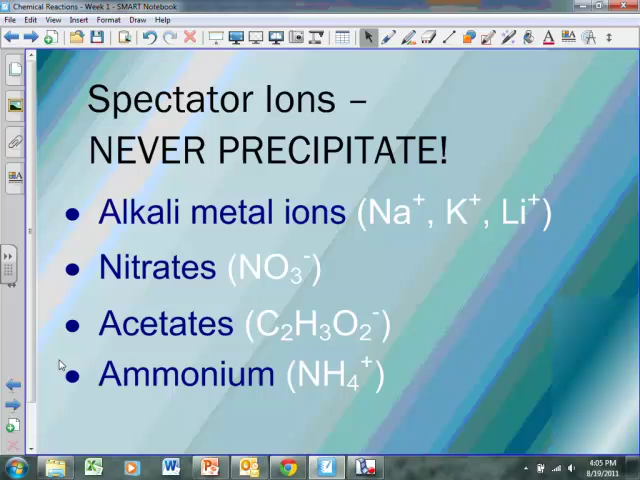 Chemical Reactions - Week 1 - SMART Notebook
File Edit View Insert Format Draw Help
Spectator Ions –
NEVER PRECIPITATE!
• Alkali metal ions (Na⁺, K⁺, Li⁺)
• Nitrates (NO₃⁻)
• Acetates (C₂H₃O₂⁻)
• Ammonium (NH₄⁺)
4:05 PM
8/19/2011